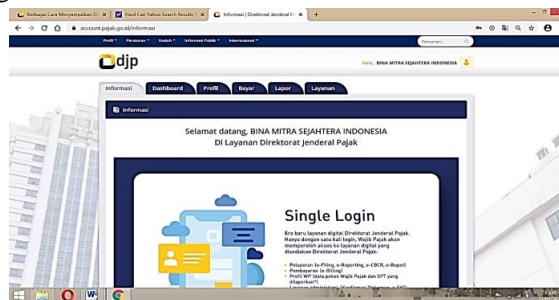 Berbagai Cara Menyampaikan SP
Hasil Cari Yahoo Search Results
Informasi | Direktorat Jenderal P
account.pajak.go.id/informasi
Profil Peraturan Unduh Informasi Publik Internasional
Pencarian..
djp
Halo, BINA MITRA SEJAHTERA INDONESIA
Informasi Dashboard Profil Bayar Lapor Layanan
Informasi
Selamat datang, BINA MITRA SEJAHTERA INDONESIA
Di Layanan Direktorat Jenderal Pajak
Single Login
Era baru layanan digital Direktorat Jenderal Pajak.
Hanya dengan satu kali login, Wajib Pajak akan
memperoleh akses ke layanan digital yang
disediakan Direktorat Jenderal Pajak:
Pelaporan (e-Filing, e-Reporting, e-CBCR, e-Bupot)
Pembayaran (e-Billing)
Profil WP (data pokok Wajib Pajak dan SPT yang
dilaporkan*)